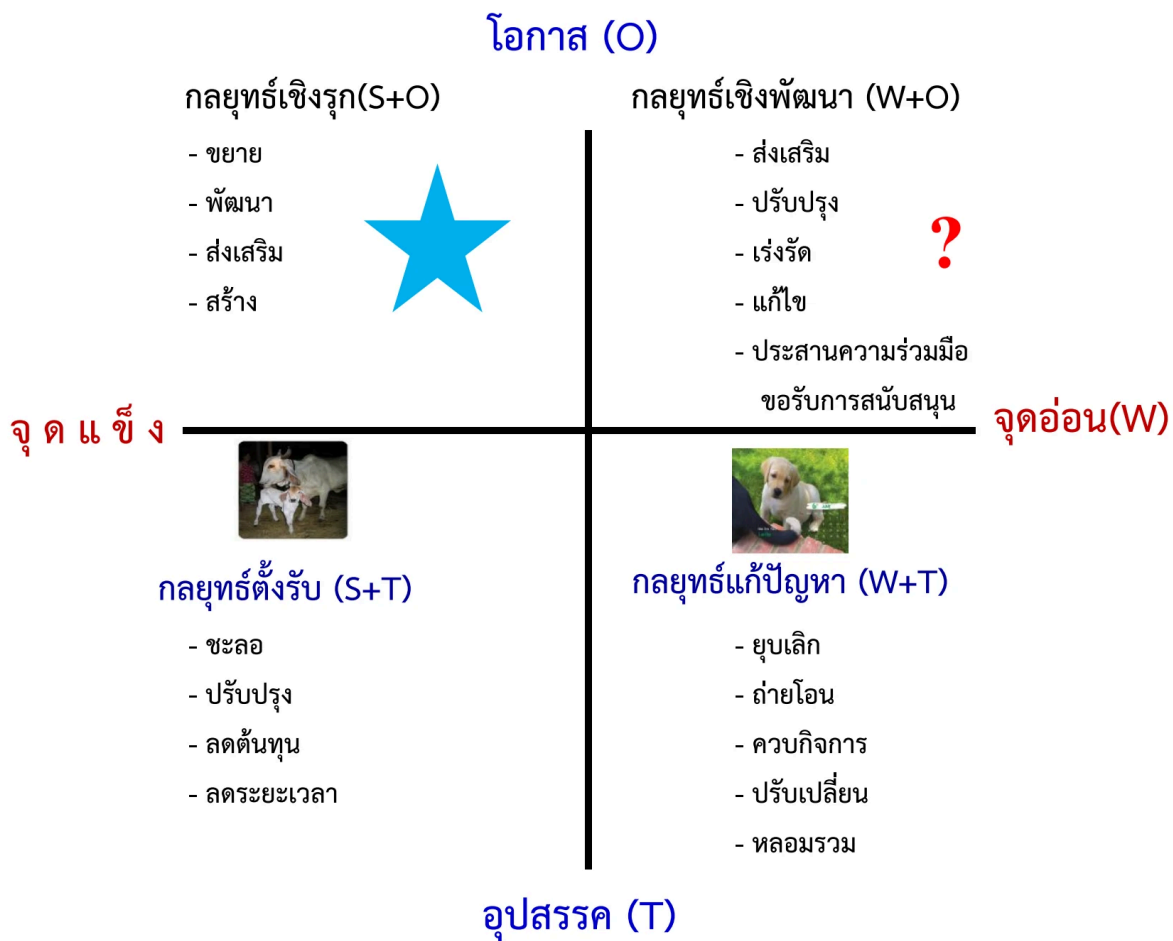 โอกาส (O)
กลยุทธ์เชิงรุก(S+O)
- ขยาย
- พัฒนา
- ส่งเสริม
- สร้าง
กลยุทธ์เชิงพัฒนา (W+O)
- ส่งเสริม
- ปรับปรุง
?
- เร่งรัด
- แก้ไข
- ประสานความร่วมมือ
ขอรับการสนับสนุน
จุ ด แ ข็ ง
จุดอ่อน(W)
กลยุทธ์ตั้งรับ (S+T)
- ชะลอ
- ปรับปรุง
- ลดต้นทุน
- ลดระยะเวลา
กลยุทธ์แก้ปัญหา (W+T)
- ยุบเลิก
- ถ่ายโอน
- ควบกิจการ
- ปรับเปลี่ยน
- หลอมรวม
อุปสรรค (T)